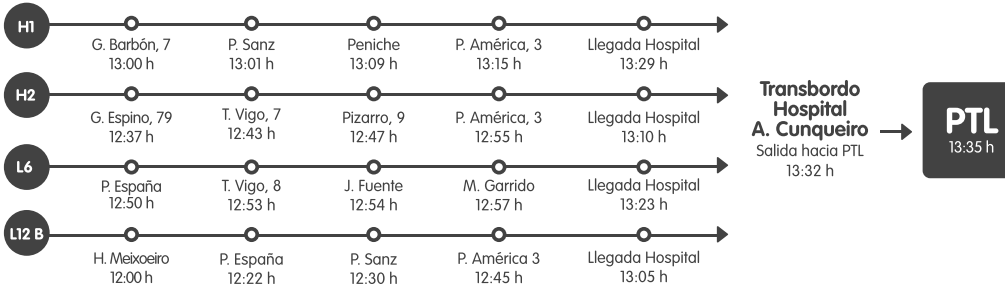 H1
G. Barbón, 7
13:00 h
P. Sanz
13:01 h
Peniche
13:09 h
P. América, 3
13:15 h
Llegada Hospital
13:29 h
H2
G. Espino, 79
12:37 h
T. Vigo, 7
12:43 h
Pizarro, 9
12:47 h
P. América, 3
12:55 h
Llegada Hospital
13:10 h
L6
P. España
12:50 h
T. Vigo, 8
12:53 h
J. Fuente
12:54 h
M. Garrido
12:57 h
Llegada Hospital
13:23 h
L12 B
H. Meixoeiro
12:00 h
P. España
12:22 h
P. Sanz
12:30 h
P. América 3
12:45 h
Llegada Hospital
13:05 h
Transbordo
Hospital
A. Cunqueiro
Salida hacia PTL
13:32 h
PTL
13:35 h